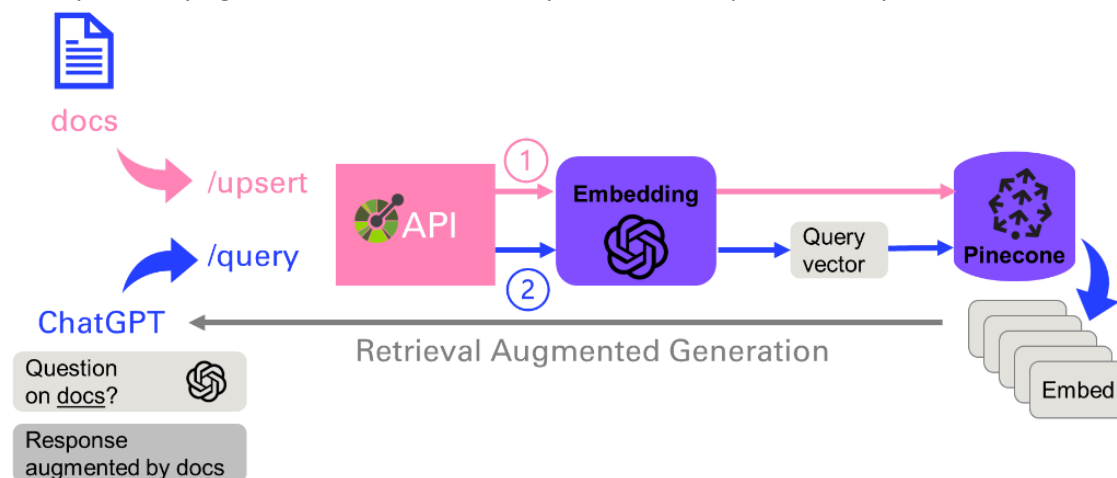 docs
/upsert
1
API
Embedding
/query
2
Query
vector
Pinecone
ChatGPT
Retrieval Augmented Generation
Question
on docs?
Embed
Response
augmented by docs